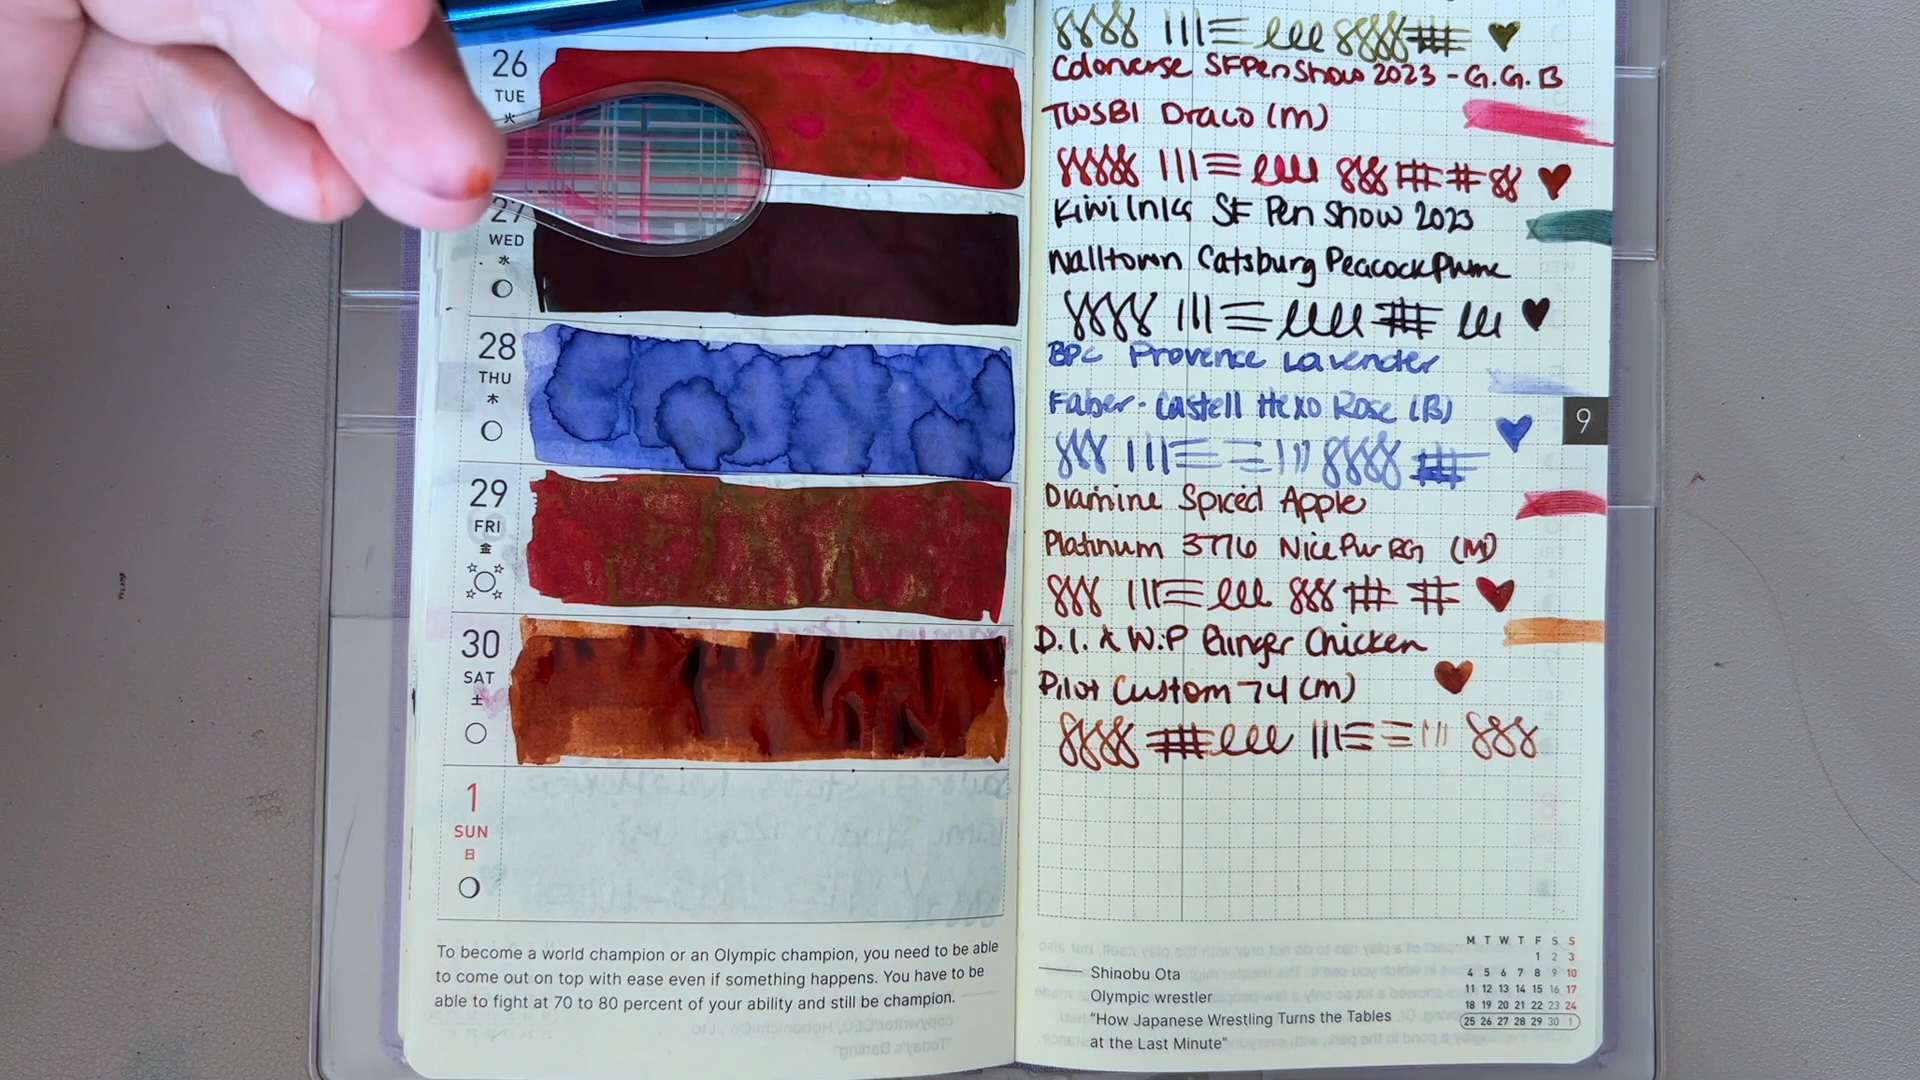 26
TUE
火
27
WED
水
28
THU
木
29
FRI
金
30
SAT
土
1
SUN
日
To become a world champion or an Olympic champion, you need to be able
to come out on top with ease even if something happens. You have to be
able to fight at 70 to 80 percent of your ability and still be champion.
Colorverse SFPenShow 2023 - G.G.B
TWSBI Draco (m)
Kiwi Inks SF Pen Show 2023
Nalltown Catsburg Peacock
BPC Provence Lavender
Faber-Castell Hexo Rose (B)
Diamine Spiced Apple
Platinum 3776 Nice Pur RG (M)
D.I. & W.P Chicken
Pilot Custom 74 (m)
9
Shinobu Ota
Olympic wrestler
"How Japanese Wrestling Turns the Tables
at the Last Minute"
M T W T F S S
1 2 3
4 5 6 7 8 9 10
11 12 13 14 15 16 17
18 19 20 21 22 23 24
25 26 27 28 29 30 1